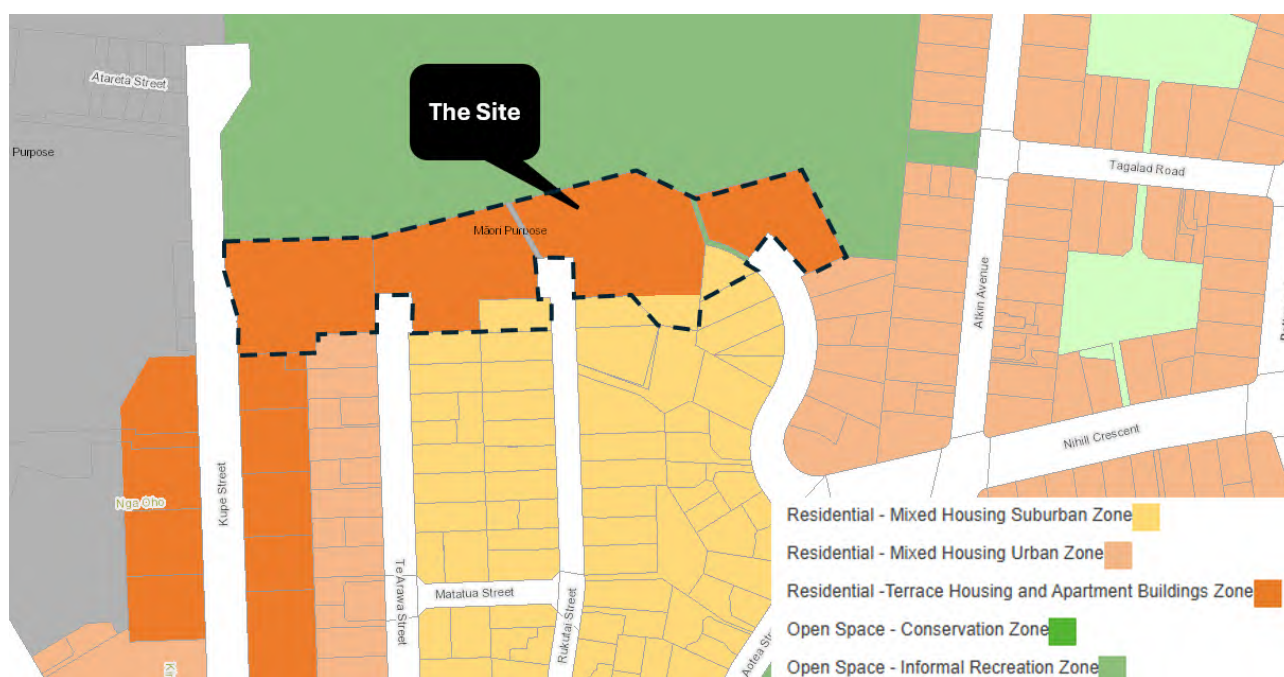 Atareta Street
Purpose
The Site
Māori Purpose
Tagalad Road
Atkin Avenue
Nihill Crescent
Kupe Street
Nga Oho
Te Arawa Street
Matatua Street
Rukutai Street
Residential - Mixed Housing Suburban Zone
Residential - Mixed Housing Urban Zone
Residential -Terrace Housing and Apartment Buildings Zone
Open Space - Conservation Zone
Open Space - Informal Recreation Zone